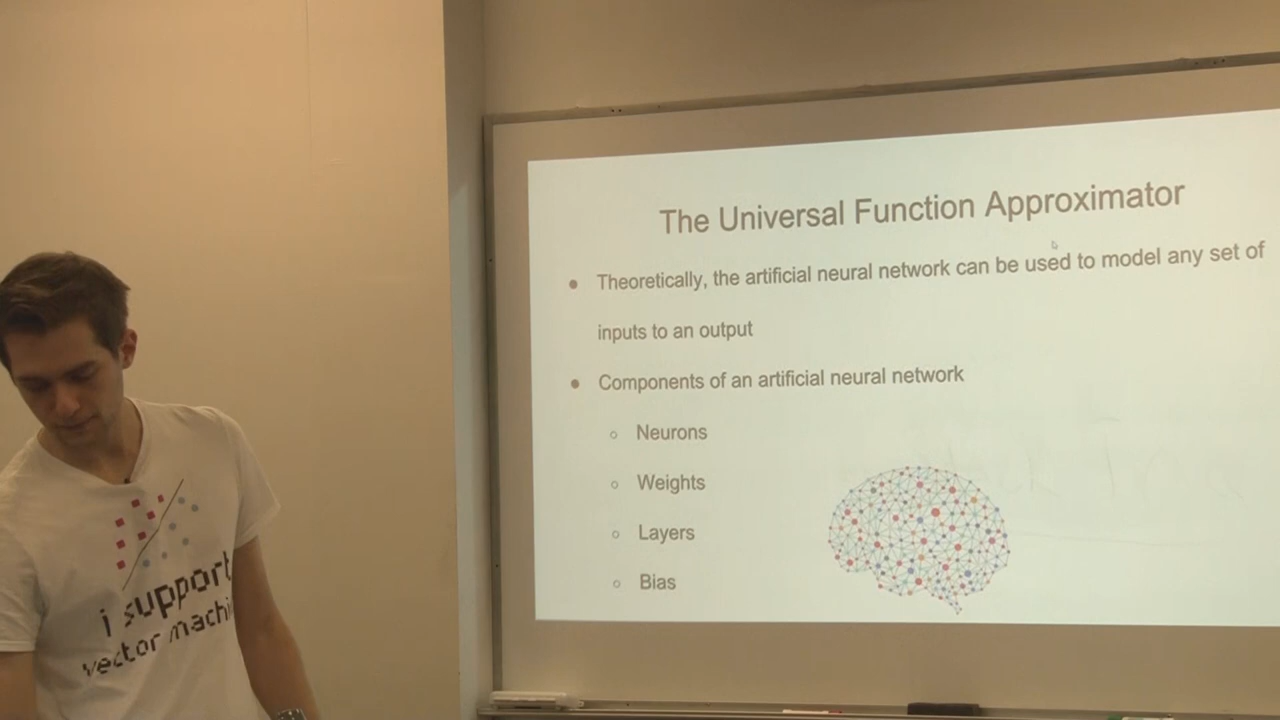 The Universal Function Approximator
Theoretically, the artificial neural network can be used to model any set of
inputs to an output
Components of an artificial neural network
Neurons
Weights
Layers
Bias
i support
vector machi